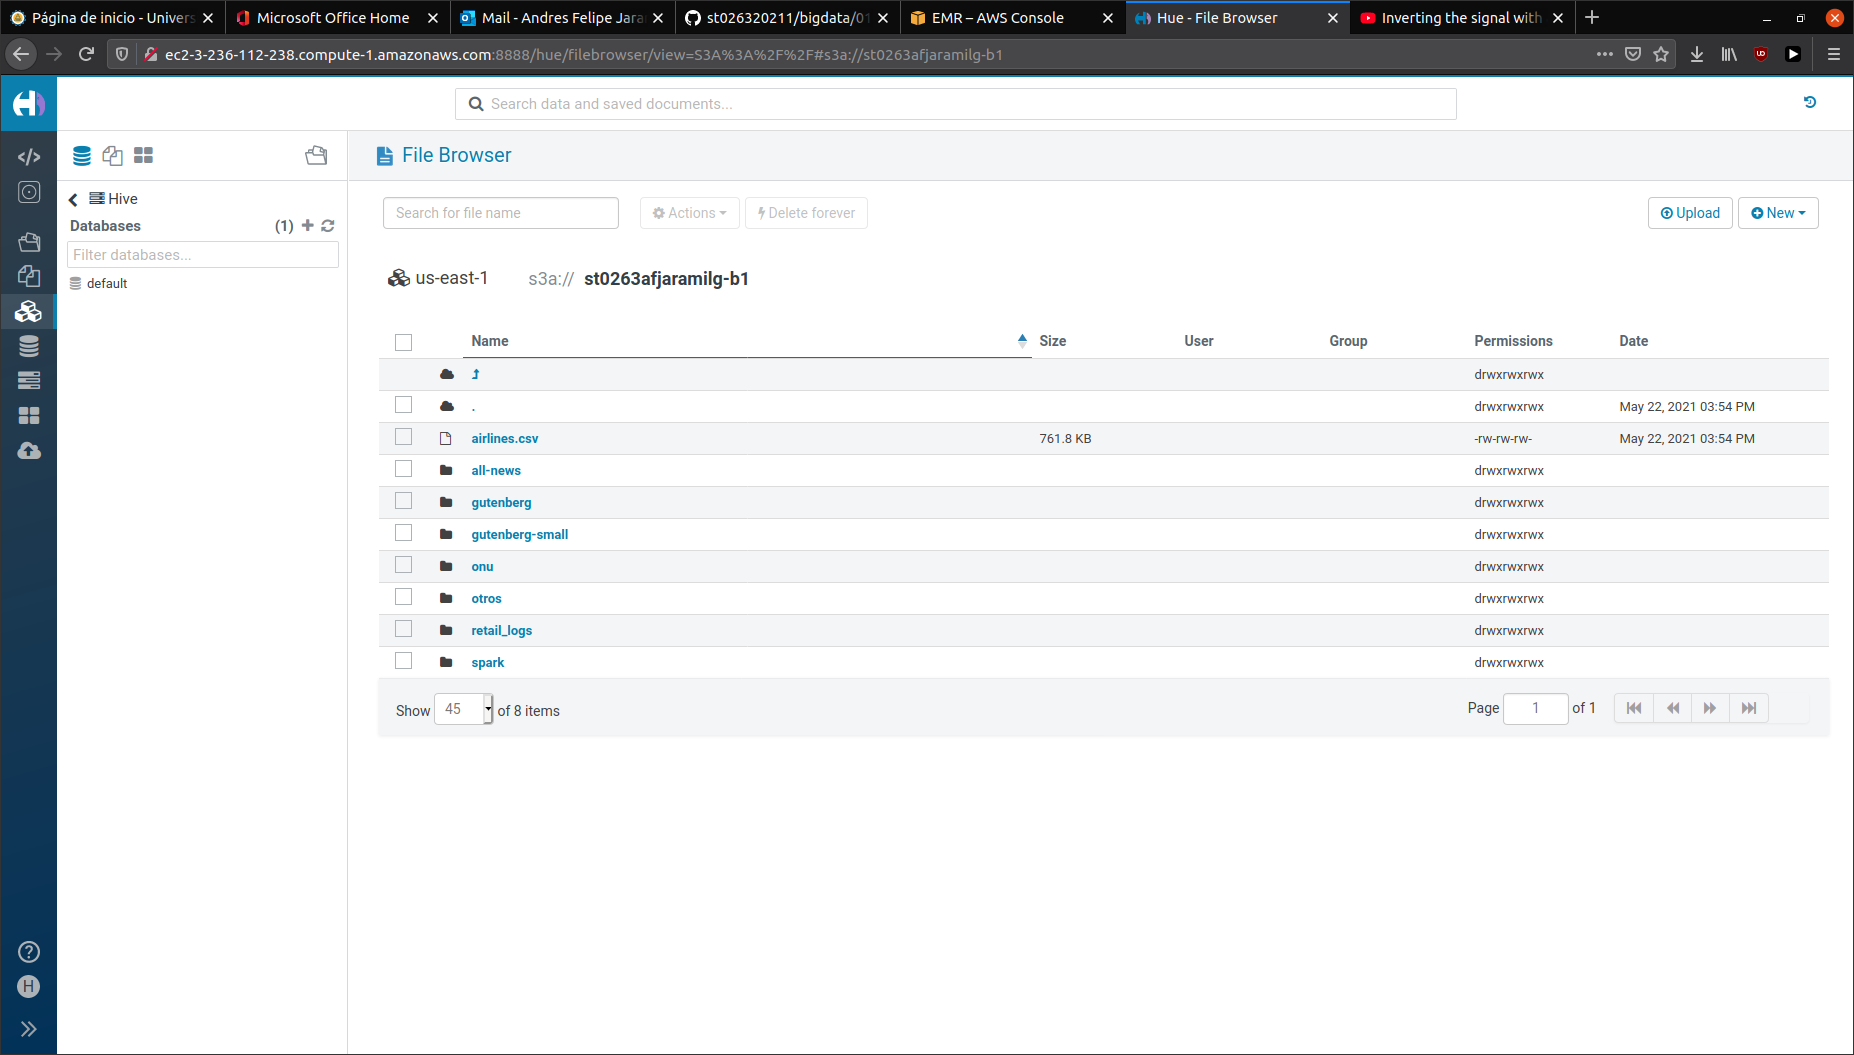 Página de inicio - Univers
Microsoft Office Home
Mail - Andres Felipe Jara
st026320211/bigdata/01
EMR – AWS Console
Hue - File Browser
Inverting the signal with
ec2-3-236-112-238.compute-1.amazonaws.com:8888/hue/filebrowser/view=S3A%3A%2F%2F#s3a://st0263afjaramilg-b1
Search data and saved documents...
File Browser
Hive
Databases (1)
Filter databases...
default
Search for file name
Actions
Delete forever
Upload
New
us-east-1 s3a:// st0263afjaramilg-b1
Name Size User Group Permissions Date
drwxrwxrwx
. drwxrwxrwx May 22, 2021 03:54 PM
airlines.csv 761.8 KB -rw-rw-rw- May 22, 2021 03:54 PM
all-news drwxrwxrwx
gutenberg drwxrwxrwx
gutenberg-small drwxrwxrwx
onu drwxrwxrwx
otros drwxrwxrwx
retail_logs drwxrwxrwx
spark drwxrwxrwx
Show 45 of 8 items
Page 1 of 1
H